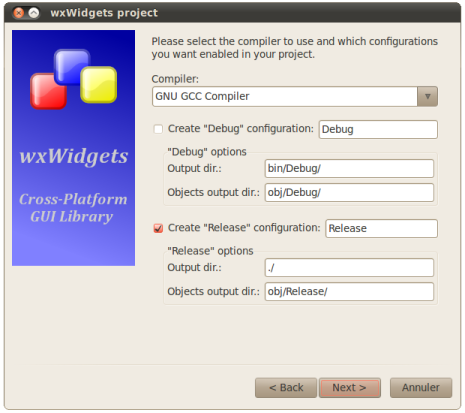 wxWidgets project
Please select the compiler to use and which configurations
you want enabled in your project.
Compiler:
GNU GCC Compiler
Create "Debug" configuration: Debug
"Debug" options
Output dir.: bin/Debug/
Objects output dir.: obj/Debug/
Create "Release" configuration: Release
"Release" options
Output dir.: ./
Objects output dir.: obj/Release/
wxWidgets
Cross-Platform
GUI Library
< Back Next > Annuler